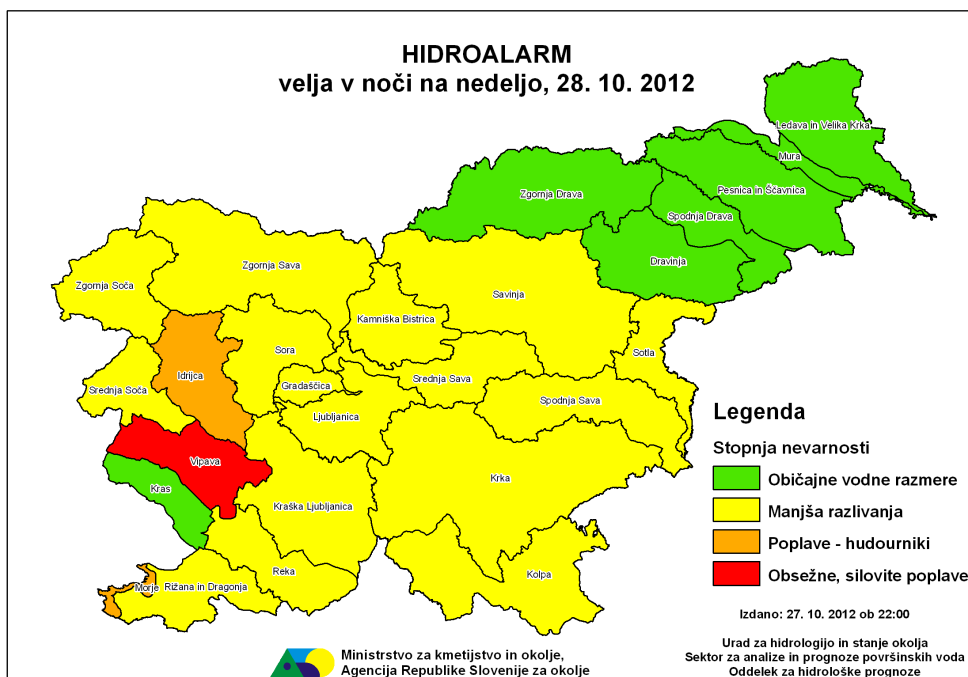 HIDROALARM
velja v noči na nedeljo, 28. 10. 2012
Ledava in Velika Krka
Mura
Pesnica in Ščavnica
Zgornja Drava
Spodnja Drava
Dravinja
Zgornja Sava
Zgornja Soča
Savinja
Kamniška Bistrica
Sora
Sotla
Idrijca
Gradaščica
Srednja Sava
Srednja Soča
Spodnja Sava
Ljubljanica
Vipava
Krka
Kras
Kraška Ljubljanica
Reka
Kolpa
Morje
Rižana in Dragonja
Legenda
Stopnja nevarnosti
Običajne vodne razmere
Manjša razlivanja
Poplave - hudourniki
Obsežne, silovite poplave
Izdano: 27. 10. 2012 ob 22:00
Urad za hidrologijo in stanje okolja
Sektor za analize in prognoze površinskih voda
Oddelek za hidrološke prognoze
Ministrstvo za kmetijstvo in okolje,
Agencija Republike Slovenije za okolje